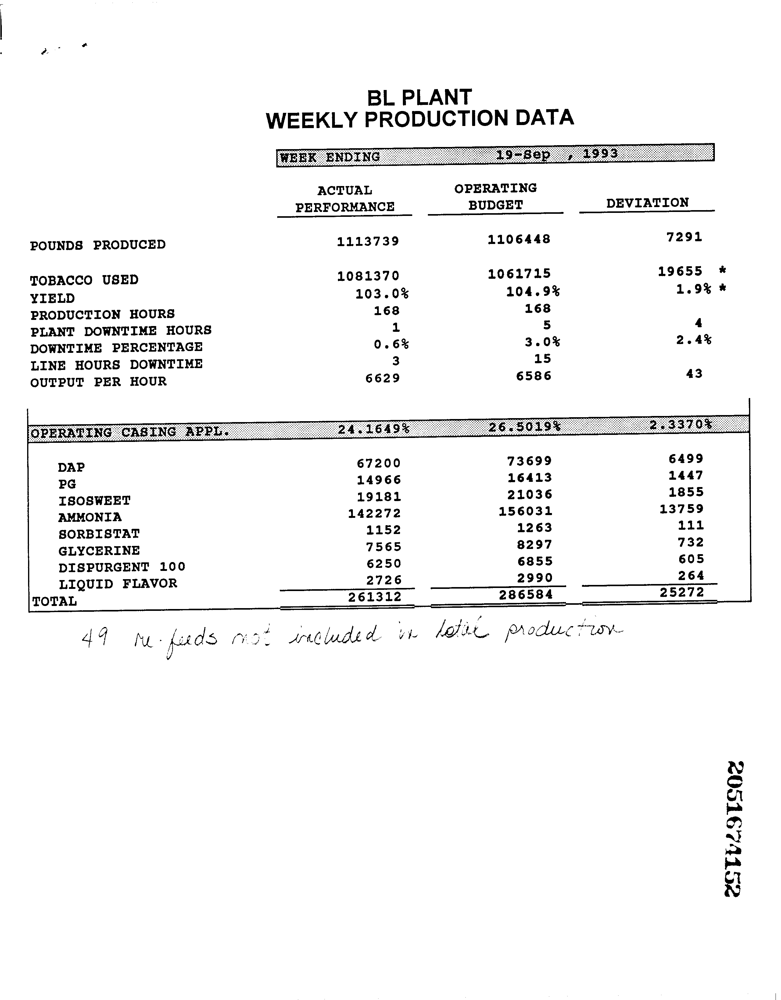 BL PLANT
WEEKLY PRODUCTION DATA
WEEK ENDING 19-Sep , 1993
ACTUAL PERFORMANCE OPERATING BUDGET DEVIATION
POUNDS PRODUCED 1113739 1106448 7291
TOBACCO USED 1081370 1061715 19655 *
YIELD 103.0% 104.9% 1.9% *
PRODUCTION HOURS 168 168
PLANT DOWNTIME HOURS 1 5 4
DOWNTIME PERCENTAGE 0.6% 3.0% 2.4%
LINE HOURS DOWNTIME 3 15
OUTPUT PER HOUR 6629 6586 43
OPERATING CASING APPL. 24.1649% 26.5019% 2.3370%
DAP 67200 73699 6499
PG 14966 16413 1447
ISOSWEET 19181 21036 1855
AMMONIA 142272 156031 13759
SORBISTAT 1152 1263 111
GLYCERINE 7565 8297 732
DISPURGENT 100 6250 6855 605
LIQUID FLAVOR 2726 2990 264
TOTAL 261312 286584 25272
49 re-feeds not included in total production
2051674152